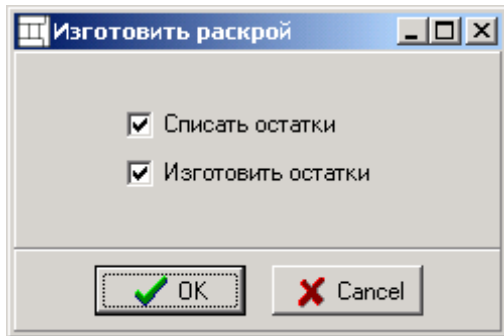 Изготовить раскрой
Списать остатки
Изготовить остатки
OK
Cancel